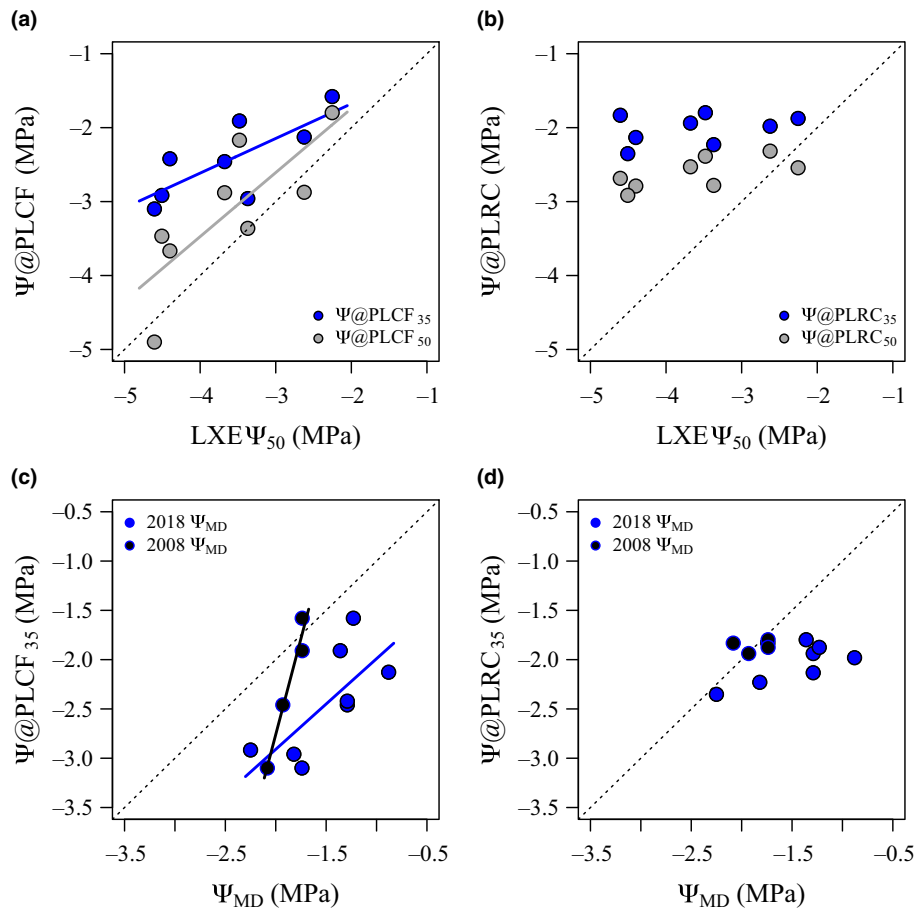 (a)
−1
−2
−3
−4
−5
Ψ@PLCF (MPa)
Ψ@PLCF35
Ψ@PLCF50
−5 −4 −3 −2 −1
LXEΨ50 (MPa)
(b)
−1
−2
−3
−4
−5
Ψ@PLRC (MPa)
Ψ@PLRC35
Ψ@PLRC50
−5 −4 −3 −2 −1
LXEΨ50 (MPa)
(c)
−0.5
−1.0
−1.5
−2.0
−2.5
−3.0
−3.5
Ψ@PLCF35 (MPa)
2018 ΨMD
2008 ΨMD
−3.5 −2.5 −1.5 −0.5
ΨMD (MPa)
(d)
−0.5
−1.0
−1.5
−2.0
−2.5
−3.0
−3.5
Ψ@PLRC35 (MPa)
2018 ΨMD
2008 ΨMD
−3.5 −2.5 −1.5 −0.5
ΨMD (MPa)